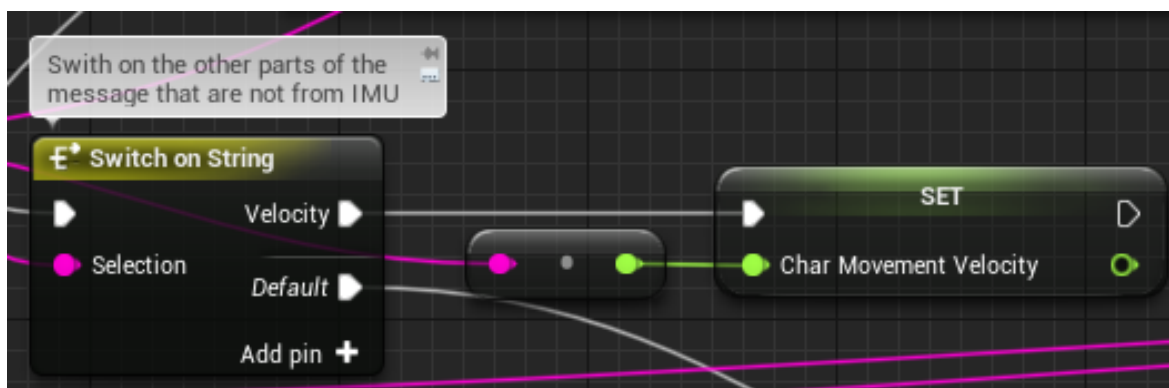 Swith on the other parts of the
message that are not from IMU
Switch on String
Velocity
Selection
Default
Add pin
SET
Char Movement Velocity